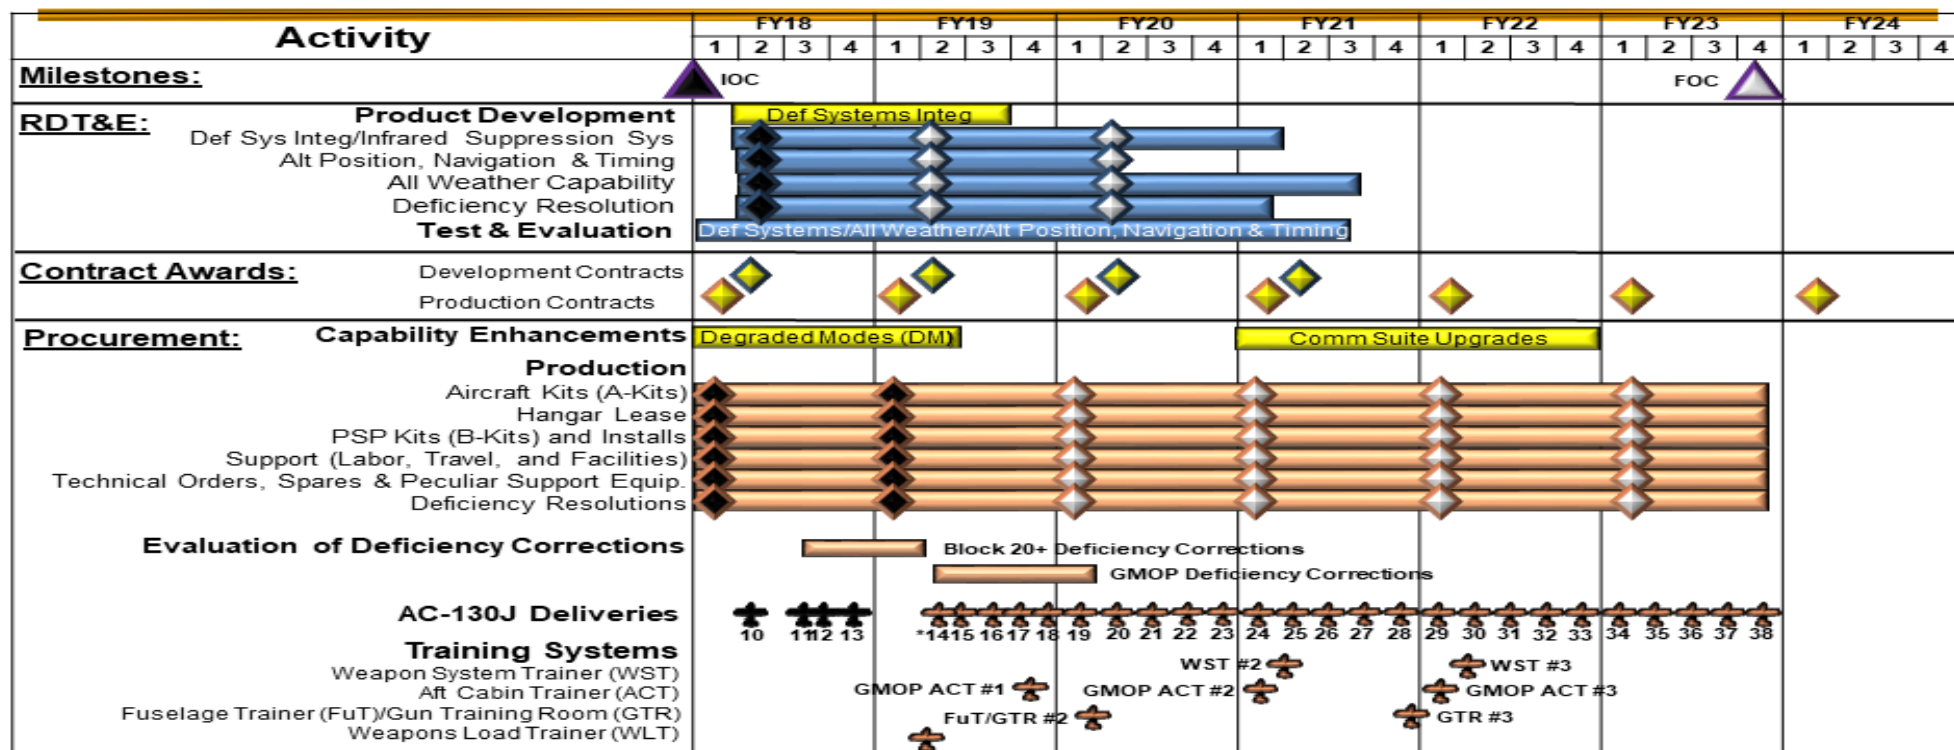 FY18 FY19 FY20 FY21 FY22 FY23 FY24
Activity
1 2 3 4 1 2 3 4 1 2 3 4 1 2 3 4 1 2 3 4 1 2 3 4 1 2 3 4
Milestones:
IOC
FOC
RDT&E:
Product Development
Def Systems Integ
Def Sys Integ/Infrared Suppression Sys
Alt Position, Navigation & Timing
All Weather Capability
Deficiency Resolution
Test & Evaluation
Def Systems/All Weather/Alt Position, Navigation & Timing
Contract Awards:
Development Contracts
Production Contracts
Procurement:
Capability Enhancements
Degraded Modes (DM)
Comm Suite Upgrades
Production
Aircraft Kits (A-Kits)
Hangar Lease
PSP Kits (B-Kits) and Installs
Support (Labor, Travel, and Facilities)
Technical Orders, Spares & Peculiar Support Equip.
Deficiency Resolutions
Evaluation of Deficiency Corrections
Block 20+ Deficiency Corrections
GMOP Deficiency Corrections
AC-130J Deliveries
10 11 12 13 *14 15 16 17 18 19 20 21 22 23 24 25 26 27 28 29 30 31 32 33 34 35 36 37 38
Training Systems
Weapon System Trainer (WST)
WST #2
WST #3
Aft Cabin Trainer (ACT)
GMOP ACT #1
GMOP ACT #2
GMOP ACT #3
Fuselage Trainer (FuT)/Gun Training Room (GTR)
FuT/GTR #2
GTR #3
Weapons Load Trainer (WLT)